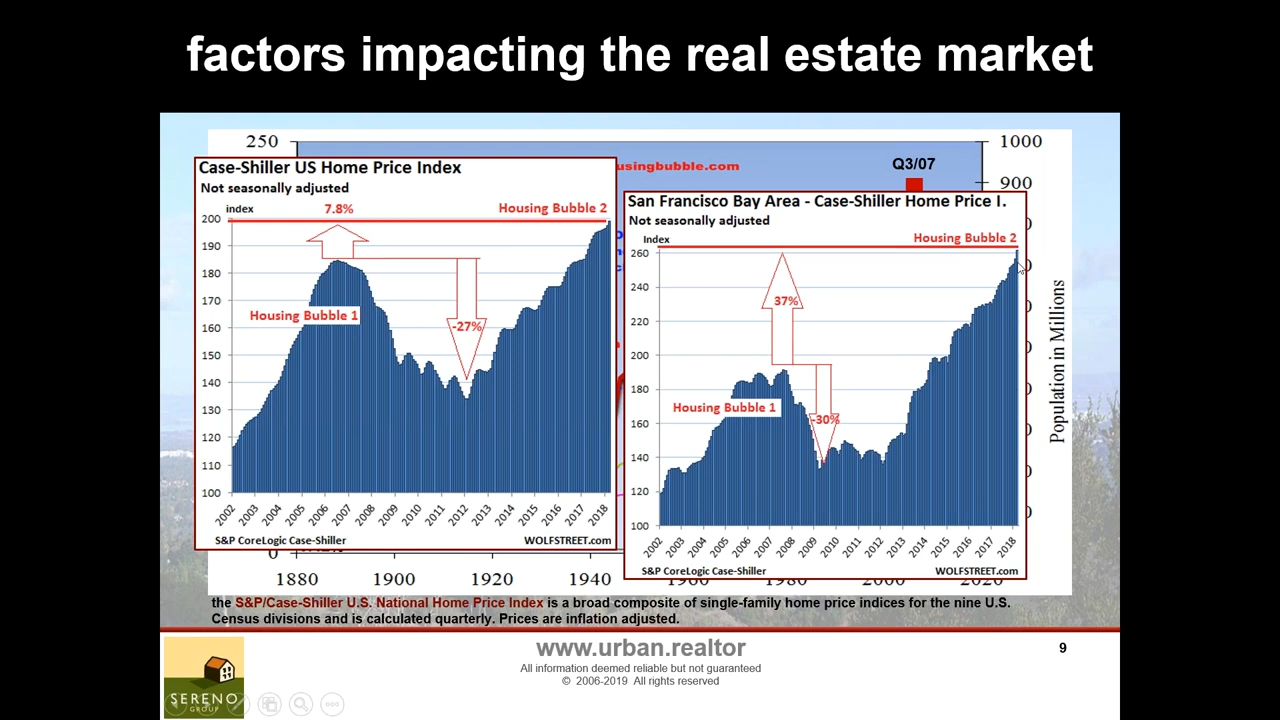 factors impacting the real estate market
250
1000
usingbubble.com
Q3/07
900
Case-Shiller US Home Price Index
Not seasonally adjusted
index
7.8%
Housing Bubble 2
200
190
180
170
160
150
140
130
120
110
100
Housing Bubble 1
-27%
2002
2003
2004
2005
2006
2007
2008
2009
2010
2011
2012
2013
2014
2015
2016
2017
2018
S&P CoreLogic Case-Shiller
WOLFSTREET.com
San Francisco Bay Area - Case-Shiller Home Price I.
Not seasonally adjusted
Index
Housing Bubble 2
260
240
220
200
180
160
140
120
100
37%
Housing Bubble 1
-30%
2002
2003
2004
2005
2006
2007
2008
2009
2010
2011
2012
2013
2014
2015
2016
2017
2018
S&P CoreLogic Case-Shiller
WOLFSTREET.com
Population in Millions
0
1880
1900
1920
1940
1960
1980
2000
2020
the S&P/Case-Shiller U.S. National Home Price Index is a broad composite of single-family home price indices for the nine U.S.
Census divisions and is calculated quarterly. Prices are inflation adjusted.
www.urban.realtor
9
All information deemed reliable but not guaranteed
© 2006-2019 All rights reserved
SERENO
GROUP